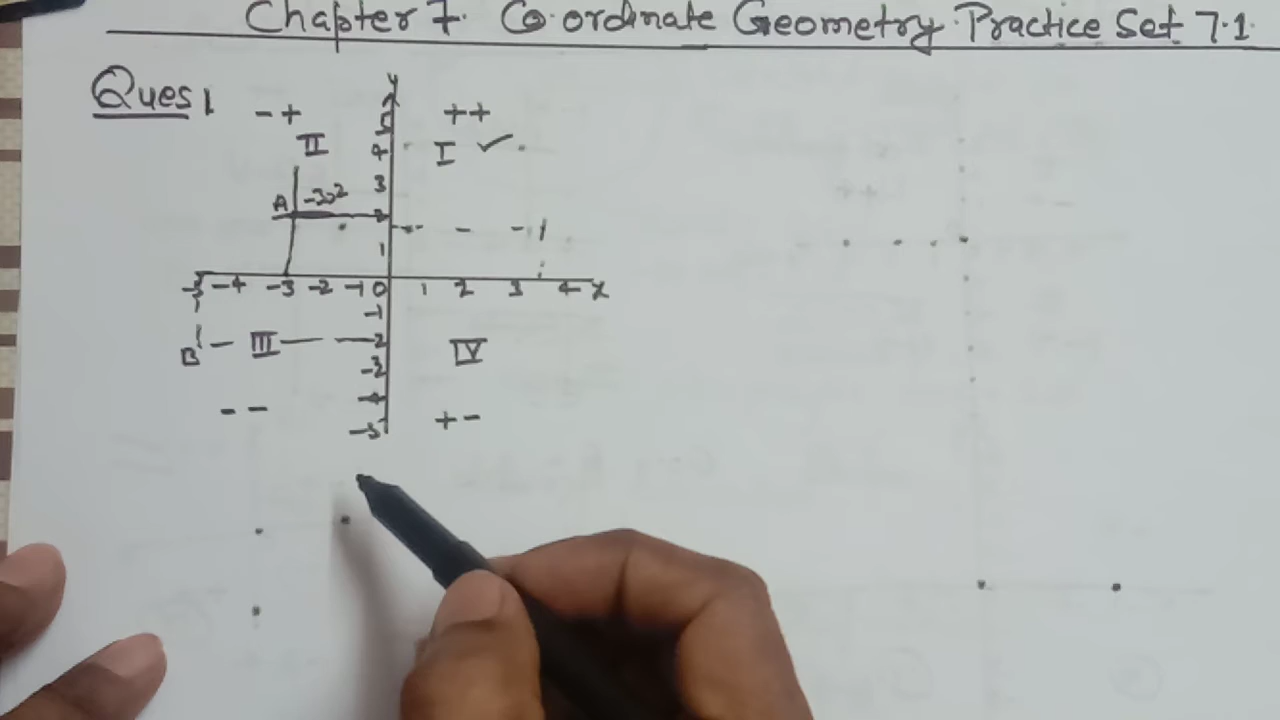 Chapter 7. Co-ordinate Geometry. Practice Set 7.1.
Ques 1
Y
- + ++
5
II 4 I ✓
3
A -3,2
2
1
-5 -4 -3 -2 -1 0 1 2 3 4 X
-1
B III -2 IV
-3
-4
-- +-
-5